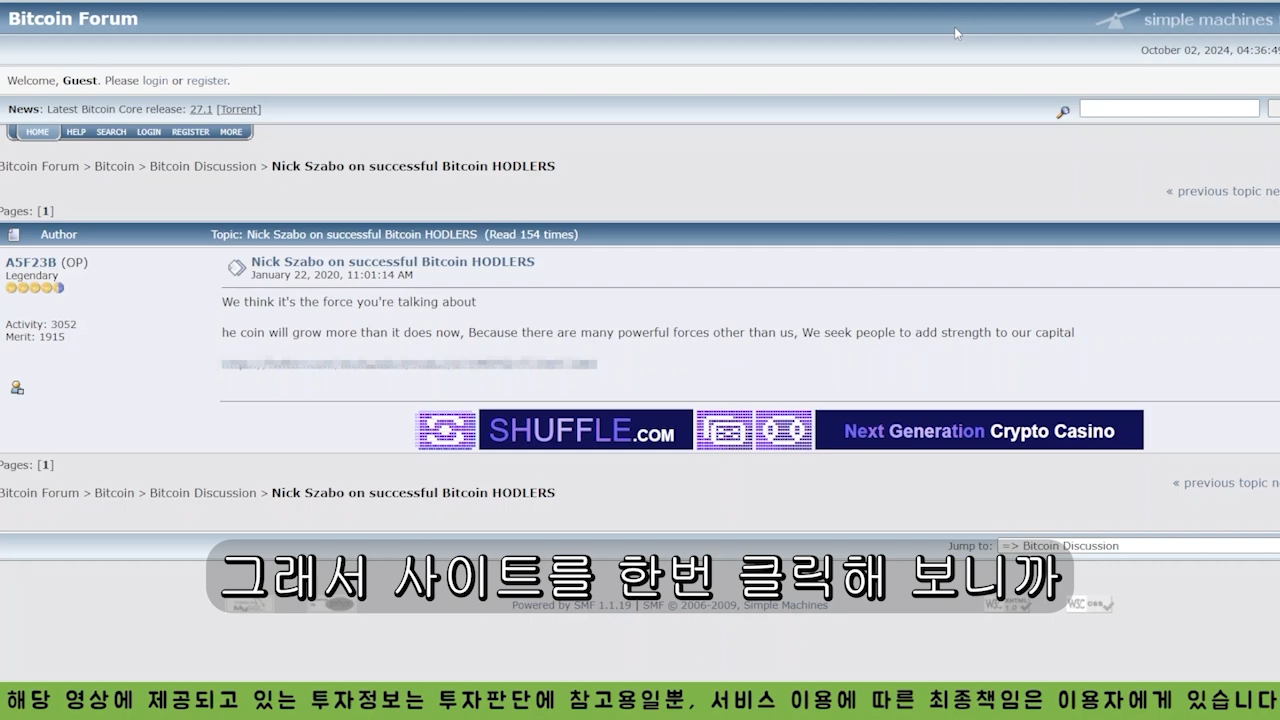 Bitcoin Forum
simple machines
October 02, 2024, 04:36:49
Welcome, Guest. Please login or register.
News: Latest Bitcoin Core release: 27.1 [Torrent]
HOME HELP SEARCH LOGIN REGISTER MORE
Bitcoin Forum > Bitcoin > Bitcoin Discussion > Nick Szabo on successful Bitcoin HODLERS
« previous topic ne
Pages: [1]
Author Topic: Nick Szabo on successful Bitcoin HODLERS (Read 154 times)
A5F23B (OP)
Legendary
Activity: 3052
Merit: 1915
Nick Szabo on successful Bitcoin HODLERS
January 22, 2020, 11:01:14 AM
We think it's the force you're talking about
he coin will grow more than it does now, Because there are many powerful forces other than us, We seek people to add strength to our capital
SHUFFLE.COM Next Generation Crypto Casino
Pages: [1]
« previous topic n
Bitcoin Forum > Bitcoin > Bitcoin Discussion > Nick Szabo on successful Bitcoin HODLERS
Jump to: => Bitcoin Discussion
그래서 사이트를 한번 클릭해 보니까
Powered by SMF 1.1.19 | SMF © 2006-2009, Simple Machines
해당 영상에 제공되고 있는 투자정보는 투자판단에 참고용일뿐, 서비스 이용에 따른 최종책임은 이용자에게 있습니다